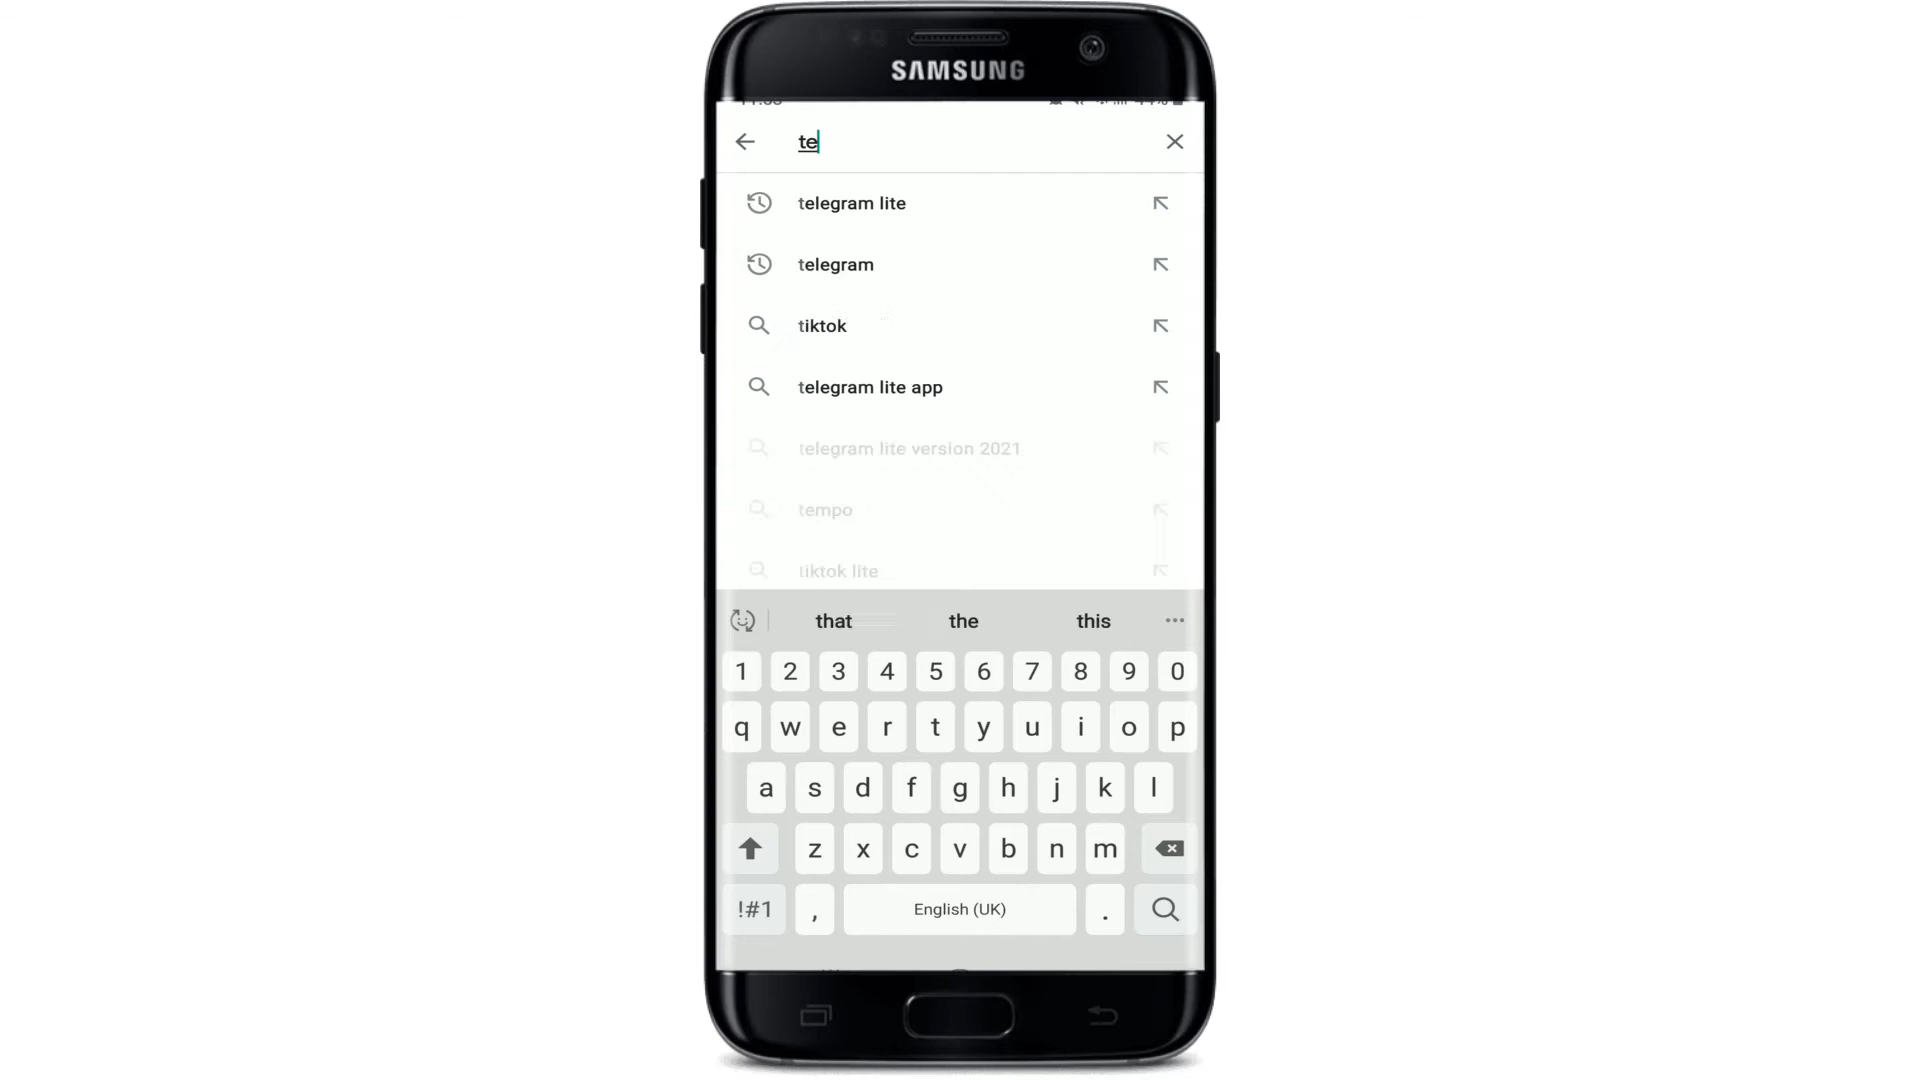 SAMSUNG
te
telegram lite
telegram
tiktok
telegram lite app
telegram lite version 2021
tempo
tiktok lite
that the this
1 2 3 4 5 6 7 8 9 0
q w e r t y u i o p
a s d f g h j k l
z x c v b n m
!#1 , English (UK) .